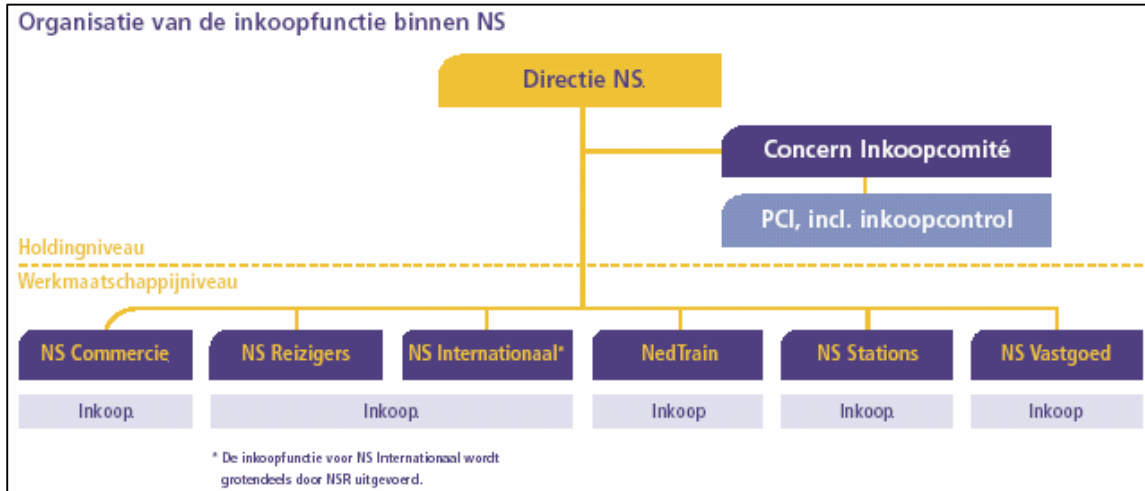 Organisatie van de inkoopfunctie binnen NS
Directie NS.
Concern Inkoopcomité
PCI, incl. inkoopcontrol
Holdingniveau
Werkmaatschappijniveau
NS Commercie.
NS Reizigers
NS Internationaal*
NedTrain
NS Stations
NS Vastgoed
Inkoop.
Inkoop.
Inkoop
Inkoop.
Inkoop
* De inkoopfunctie voor NS Internationaal wordt
grotendeels door NSR uitgevoerd.